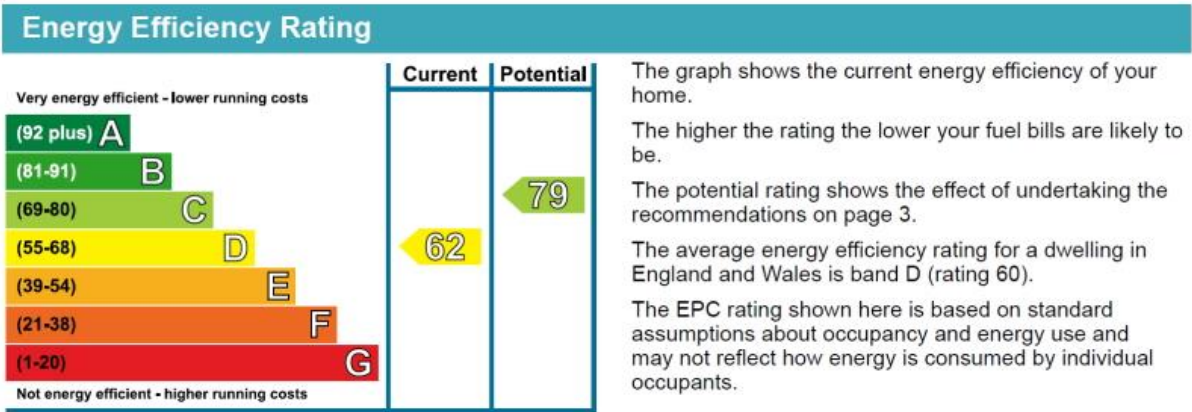 Energy Efficiency Rating
Current Potential
Very energy efficient - lower running costs
(92 plus) A
(81-91) B
(69-80) C
(55-68) D
(39-54) E
(21-38) F
(1-20) G
Not energy efficient - higher running costs
62
79
The graph shows the current energy efficiency of your
home.
The higher the rating the lower your fuel bills are likely to
be.
The potential rating shows the effect of undertaking the
recommendations on page 3.
The average energy efficiency rating for a dwelling in
England and Wales is band D (rating 60).
The EPC rating shown here is based on standard
assumptions about occupancy and energy use and
may not reflect how energy is consumed by individual
occupants.